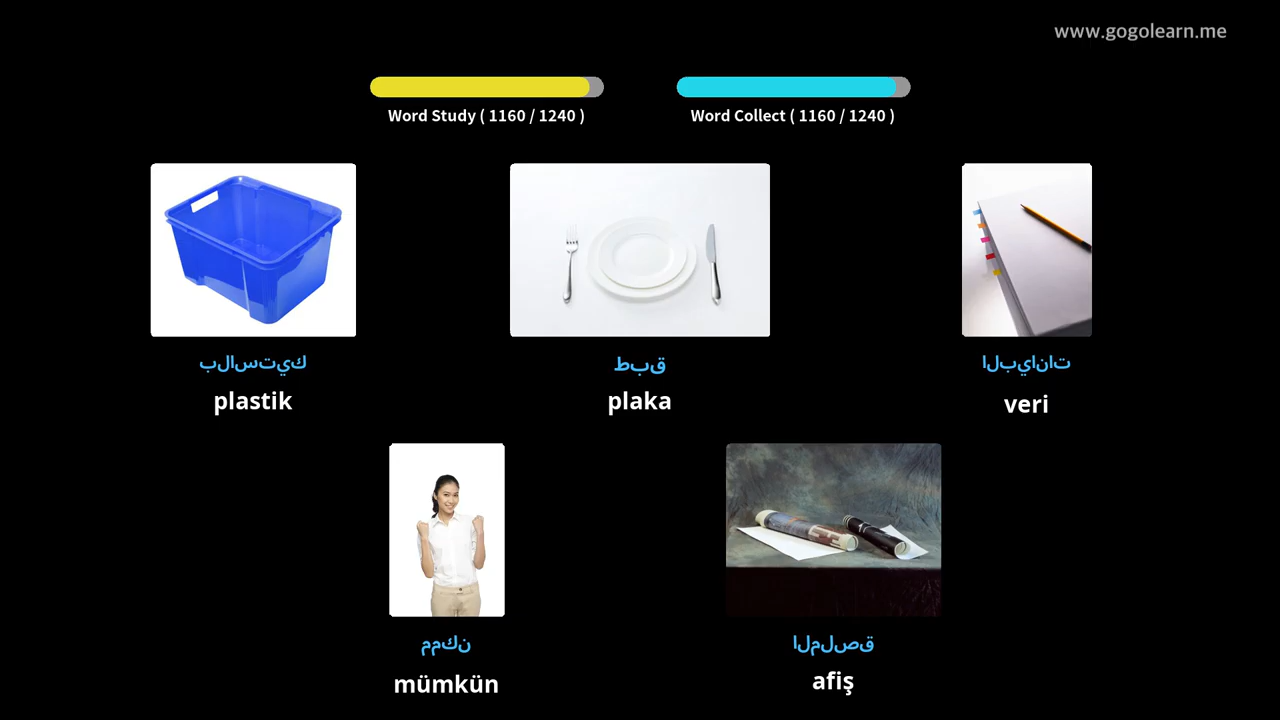 www.gogolearn.me
Word Study ( 1160 / 1240 )
Word Collect ( 1160 / 1240 )
بلاستيك
plastik
طبق
plaka
البيانات
veri
ممكن
mümkün
الملصق
afiş